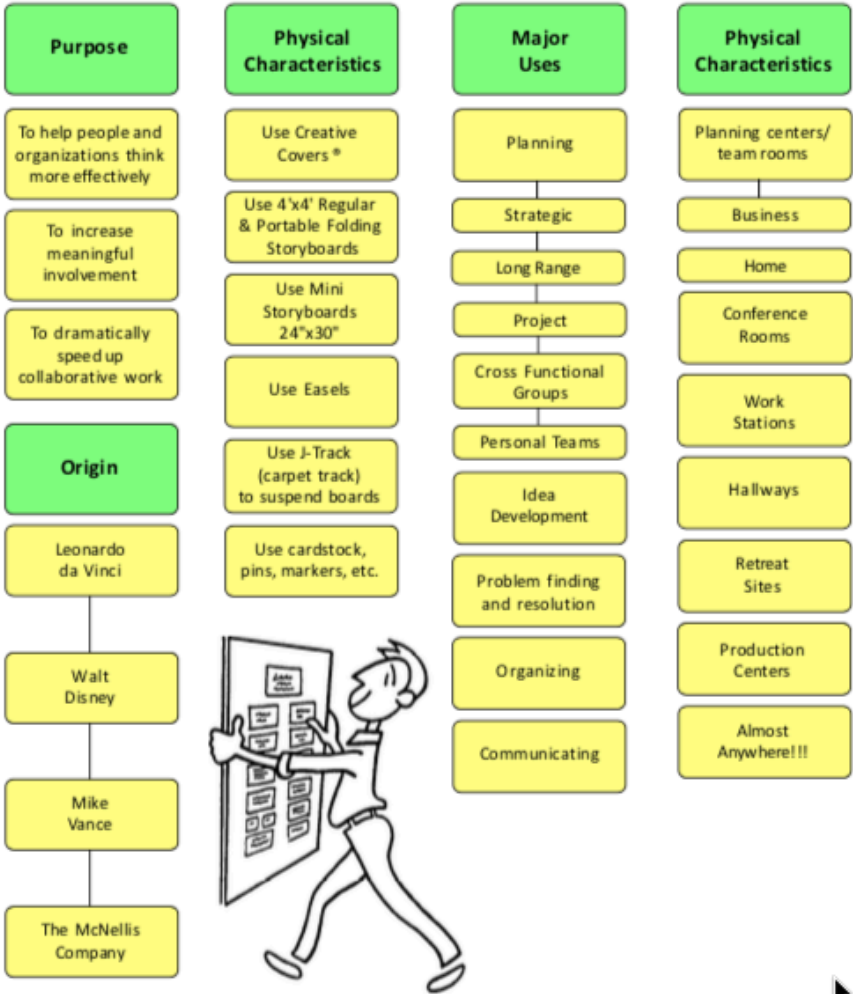 Purpose
To help people and
organizations think
more effectively
To increase
meaningful
involvement
To dramatically
speed up
collaborative work
Origin
Leonardo
da Vinci
Walt
Disney
Mike
Vance
The McNellis
Company
Physical
Characteristics
Use Creative
Covers ®
Use 4'x4' Regular
& Portable Folding
Storyboards
Use Mini
Storyboards
24"x30"
Use Easels
Use J-Track
(carpet track)
to suspend boards
Use cardstock,
pins, markers, etc.
Major
Uses
Planning
Strategic
Long Range
Project
Cross Functional
Groups
Personal Teams
Idea
Development
Problem finding
and resolution
Organizing
Communicating
Physical
Characteristics
Planning centers/
team rooms
Business
Home
Conference
Rooms
Work
Stations
Hallways
Retreat
Sites
Production
Centers
Almost
Anywhere!!!